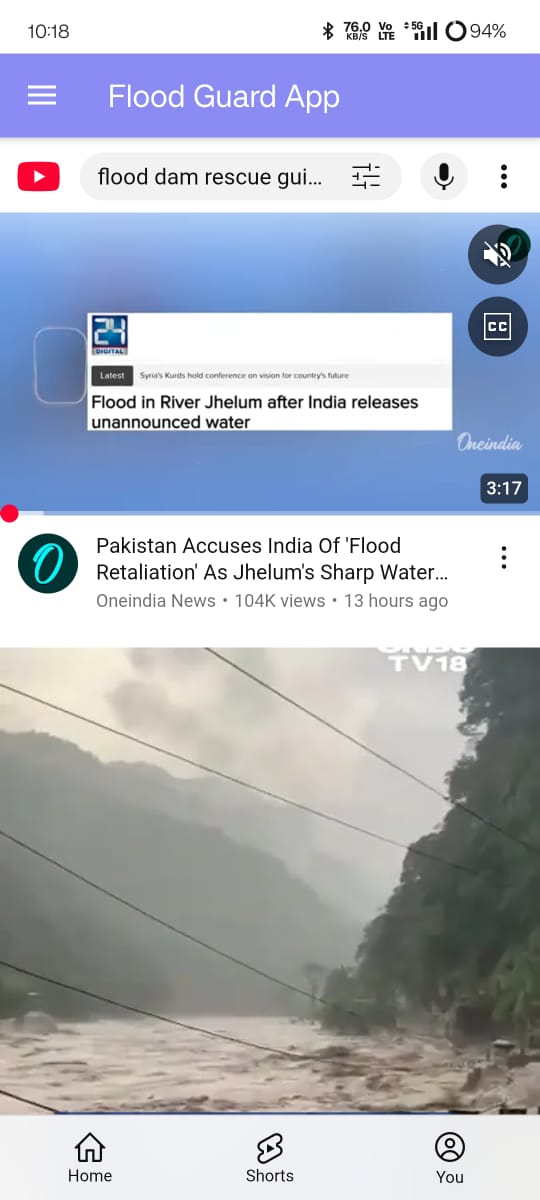 10:18
76.0 KB/S Vo LTE 5G 94%
Flood Guard App
flood dam rescue gui...
24
DIGITAL
CC
Latest Syria's Kurds hold conference on vision for country's future
Flood in River Jhelum after India releases
unannounced water
Oneindia
3:17
Pakistan Accuses India Of 'Flood
Retaliation' As Jhelum's Sharp Water...
Oneindia News • 104K views • 13 hours ago
TV18
Home Shorts You